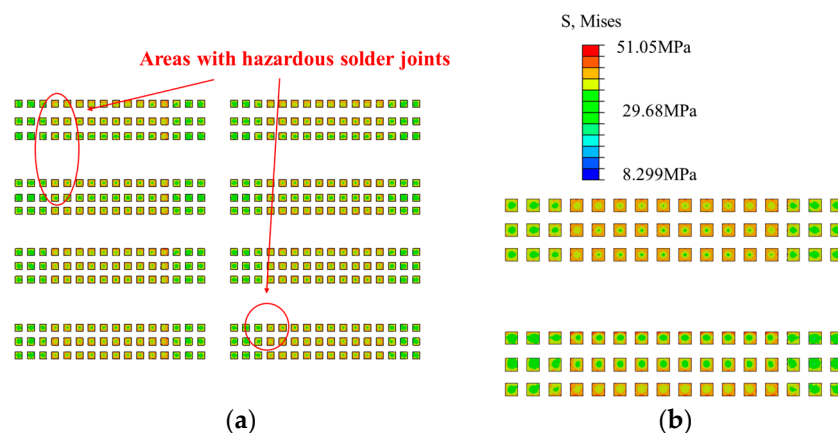 S, Mises
Areas with hazardous solder joints
51.05MPa
29.68MPa
8.299MPa
(a)
(b)